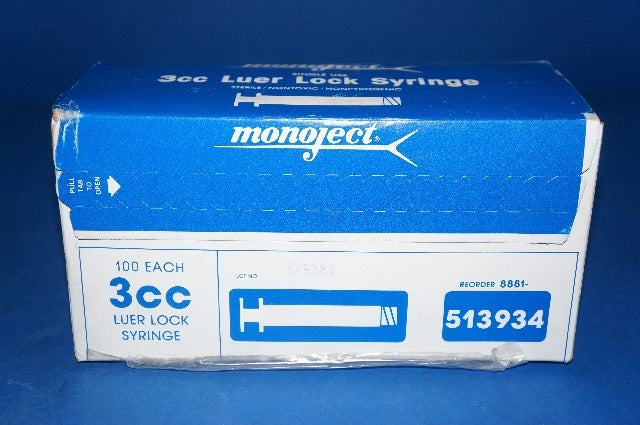 monoject
SINGLE USE
3cc Luer Lock Syringe
STERILE / NONTOXIC / NONPYROGENIC
monoject®
PULL
TAB
TO
OPEN
100 EACH
3cc
LUER LOCK
SYRINGE
LOT NO.
REORDER 8881-
513934